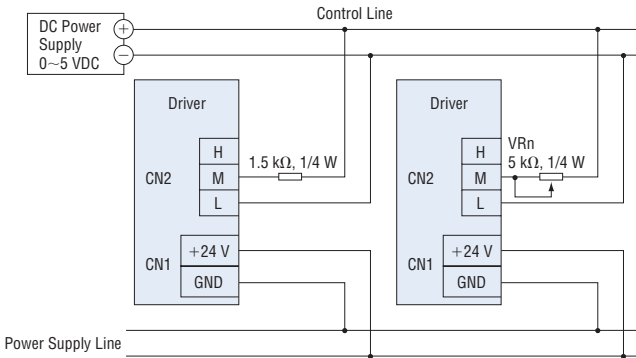 Control Line
DC Power
Supply
0~5 VDC
+
−
Driver
H
M
L
CN2
1.5 kΩ, 1/4 W
+24 V
GND
CN1
Driver
H
M
L
CN2
VRn
5 kΩ, 1/4 W
+24 V
GND
CN1
Power Supply Line